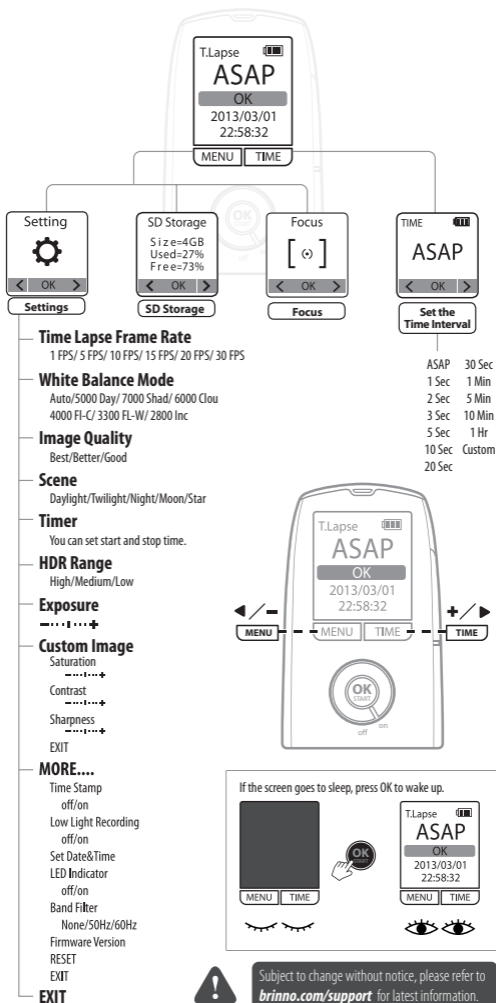 T.Lapse
ASAP
OK
2013/03/01
22:58:32
MENU TIME
OK
off
Setting
< OK >
Settings
SD Storage
Size=4GB
Used=27%
Free=73%
< OK >
SD Storage
Focus
[ ]
< OK >
Focus
TIME
ASAP
< OK >
Set the
Time Interval
ASAP 30 Sec
1 Sec 1 Min
2 Sec 5 Min
3 Sec 10 Min
5 Sec 1 Hr
10 Sec Custom
20 Sec
Time Lapse Frame Rate
1 FPS/ 5 FPS/ 10 FPS/ 15 FPS/ 20 FPS/ 30 FPS
White Balance Mode
Auto/5000 Day/ 7000 Shad/ 6000 Clou
4000 Fl-C/ 3300 FL-W/ 2800 Inc
Image Quality
Best/Better/Good
Scene
Daylight/Twilight/Night/Moon/Star
Timer
You can set start and stop time.
HDR Range
High/Medium/Low
Exposure
Custom Image
Saturation
Contrast
Sharpness
EXIT
MORE....
Time Stamp
off/on
Low Light Recording
off/on
Set Date&Time
LED Indicator
off/on
Band Filter
None/50Hz/60Hz
Firmware Version
RESET
EXIT
EXIT
T.Lapse
ASAP
OK
2013/03/01
22:58:32
◀/−
MENU
MENU TIME
+/▶
TIME
OK
START
on
off
If the screen goes to sleep, press OK to wake up.
MENU TIME
OK
START
T.Lapse
ASAP
OK
2013/03/01
22:58:32
MENU TIME
!
Subject to change without notice, please refer to
brinno.com/support for latest information.